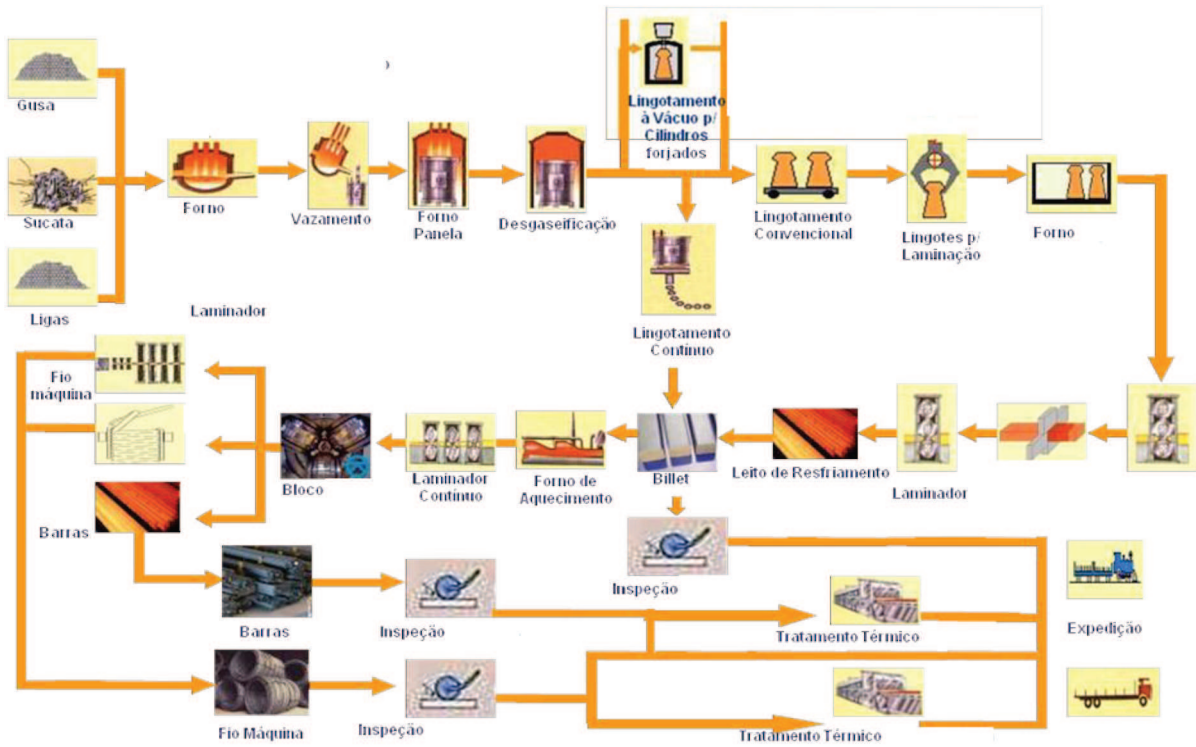 Lingotamento
à Vácuo p/
Cilindros
forjados
Gusa
Sucata
Ligas
Forno
Vazamento
Forno
Panela
Desgaseificação
Lingotamento
Convencional
Lingotes p/
Laminação
Forno
Lingotamento
Contínuo
Laminador
Fio
máquina
Barras
Bloco
Laminador
Contínuo
Forno de
Aquecimento
Billet
Leito de Resfriamento
Laminador
Inspeção
Barras
Inspeção
Tratamento Térmico
Expedição
Fio Máquina
Inspeção
Tratamento Térmico